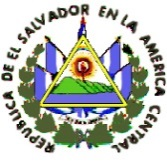 REPUBLICA DE EL SALVADOR EN LA AMERICA CENTRAL